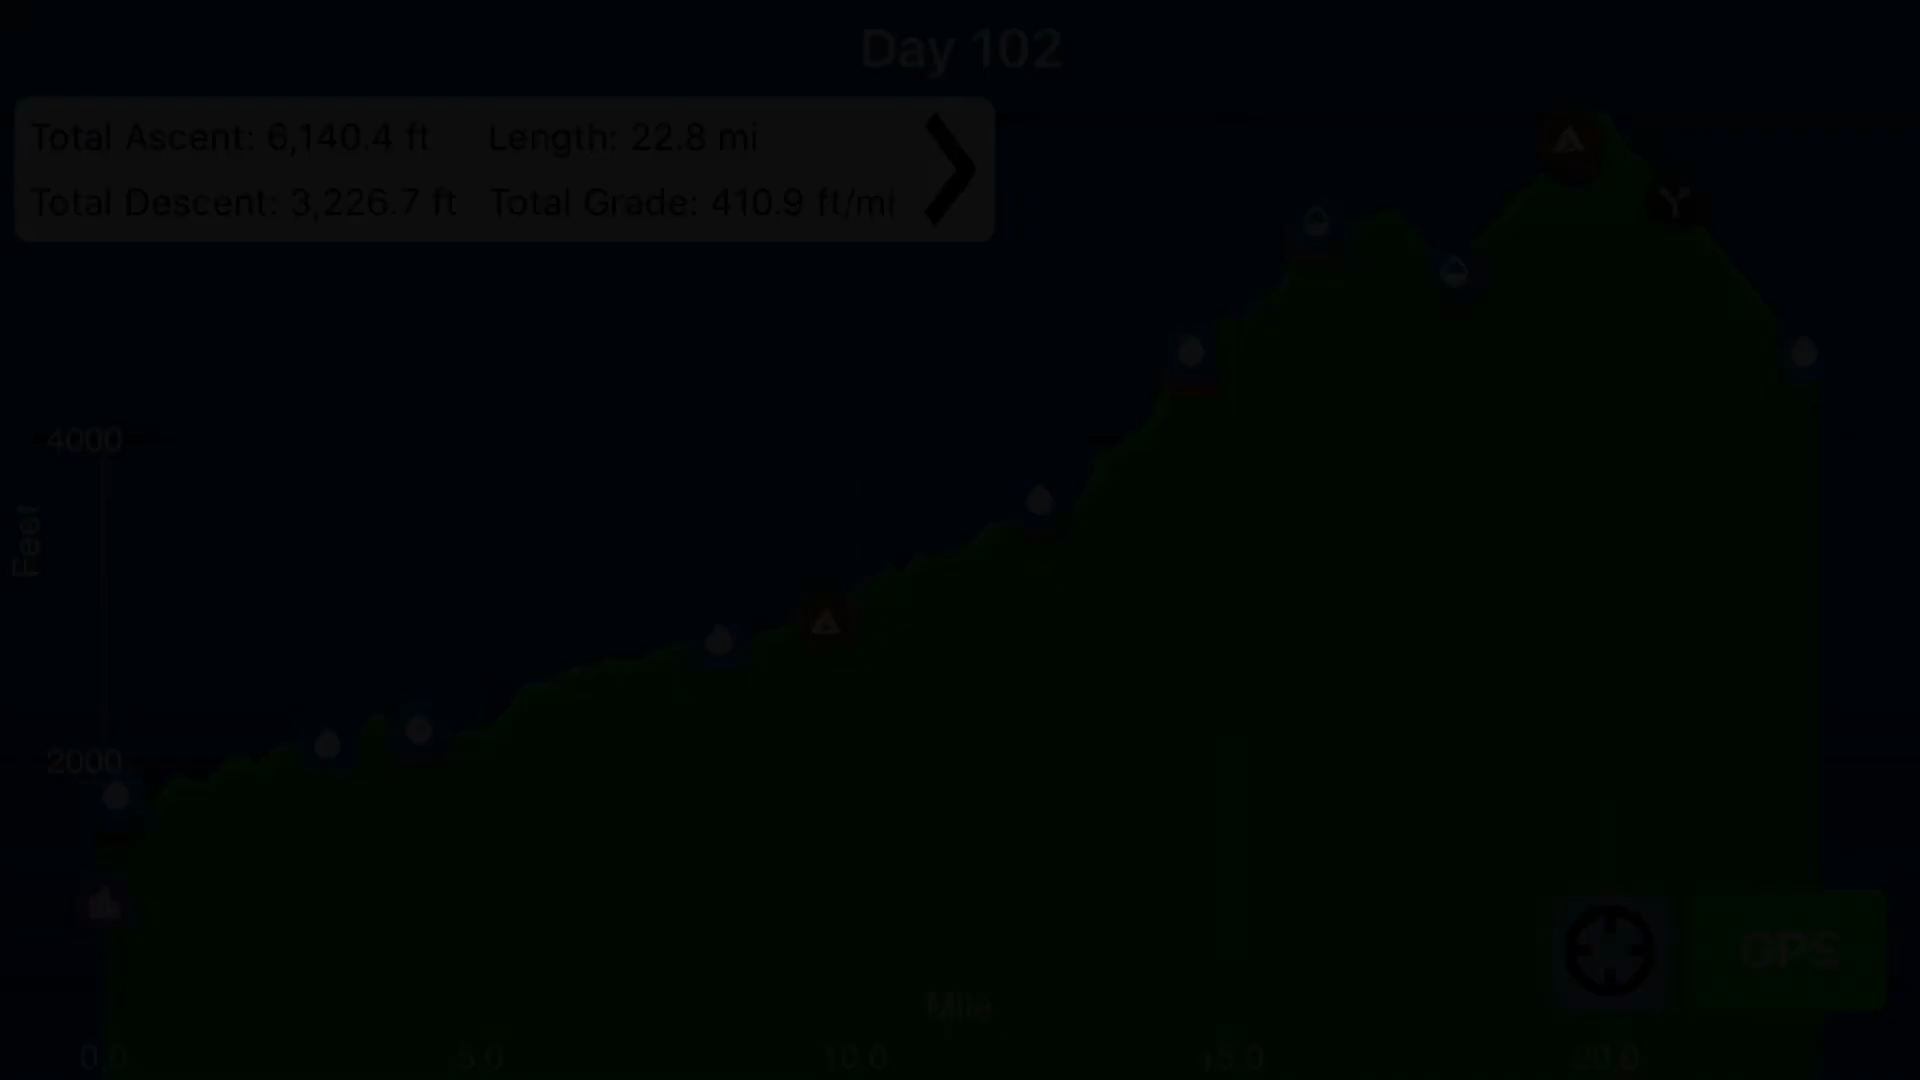 Day 102
Total Ascent: 6,140.4 ft Length: 22.8 mi
Total Descent: 3,226.7 ft Total Grade: 410.9 ft/mi
4000
Feet
2000
GPS
Mile
0.0 5.0 10.0 15.0 20.0